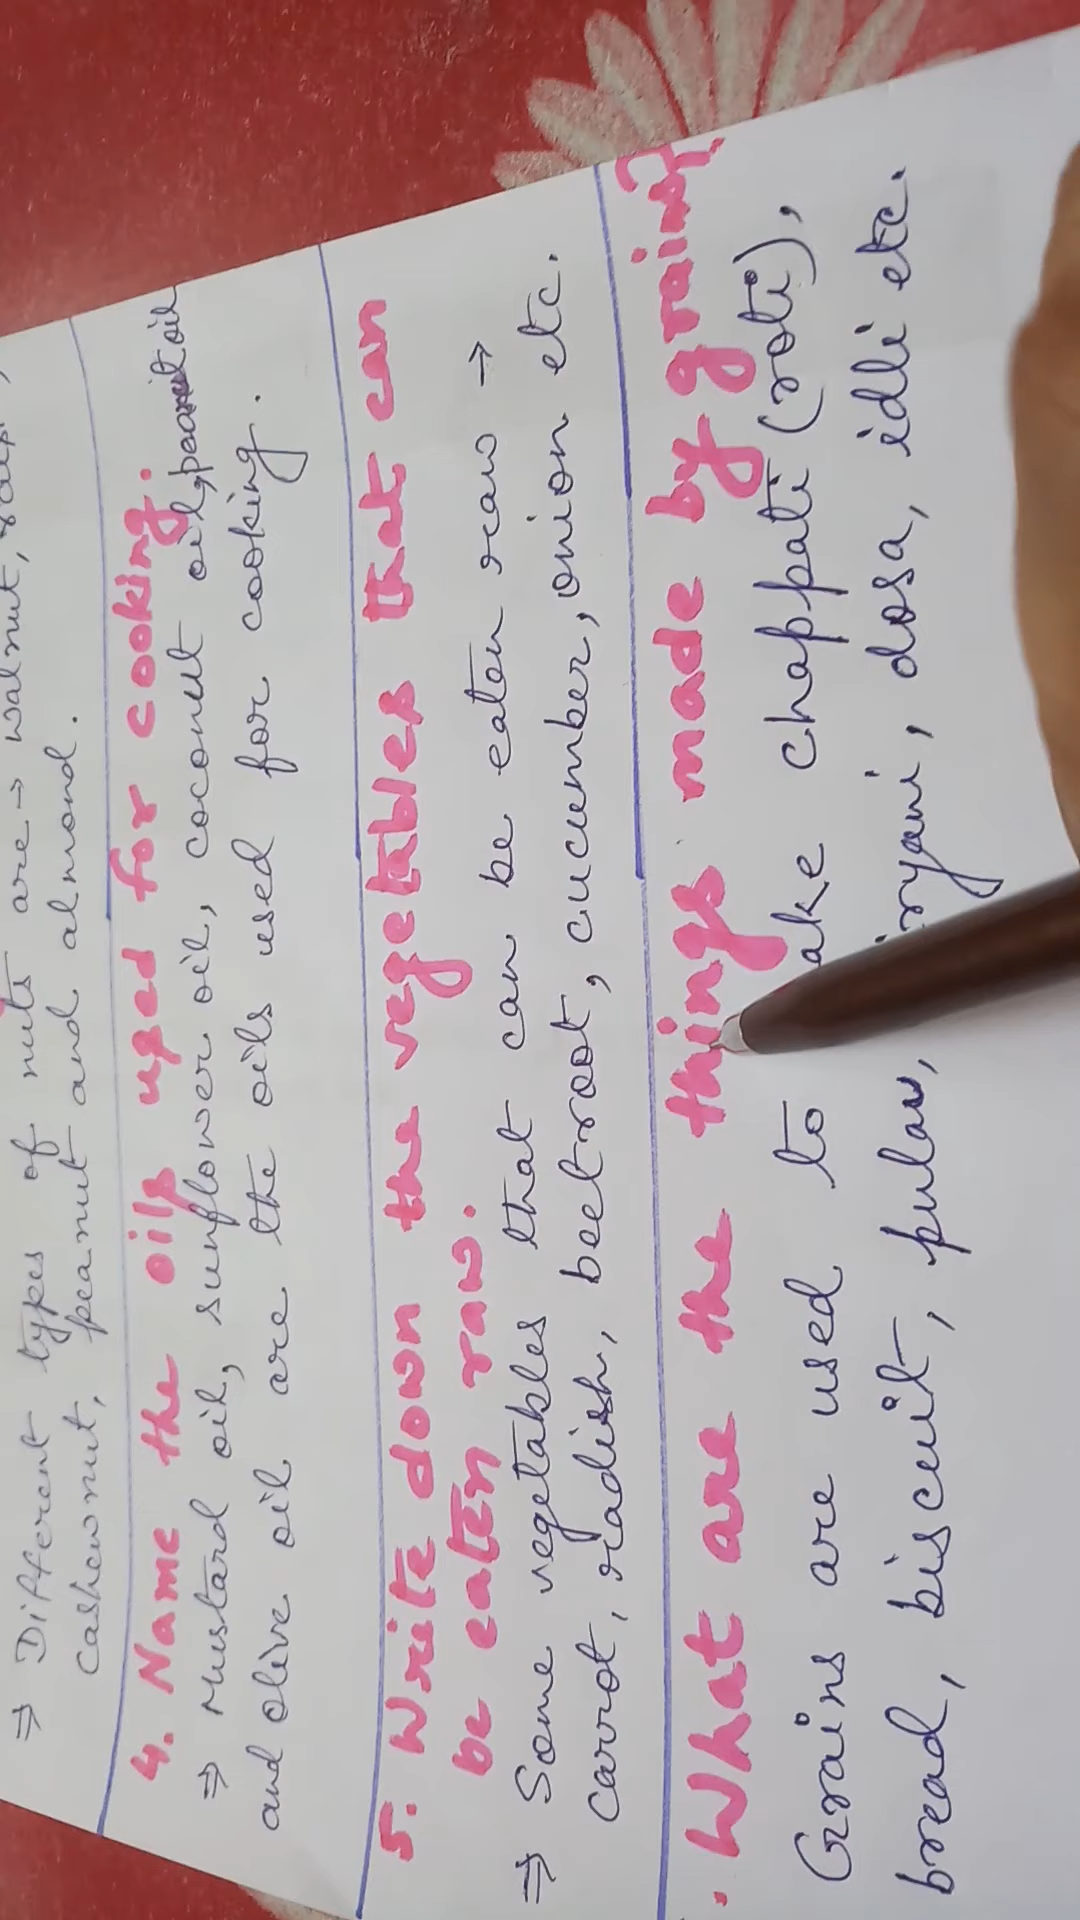 ⇒ Different types of nuts are → walnut,
cashewnut, peanut and almond.
4. Name the oils used for cooking.
⇒ Mustard oil, sunflower oil, coconut oil, peanut oil
and olive oil are the oils used for cooking.
5. Write down the vegetables that can
be eaten raw.
⇒ Some vegetables that can be eaten raw →
carrot, radish, beetroot, cucumber, onion etc.
. What are the things made by grains?
Grains are used to ake chappati (roti),
bread, biscuit, pulaw, iryani, dosa, idli etc.